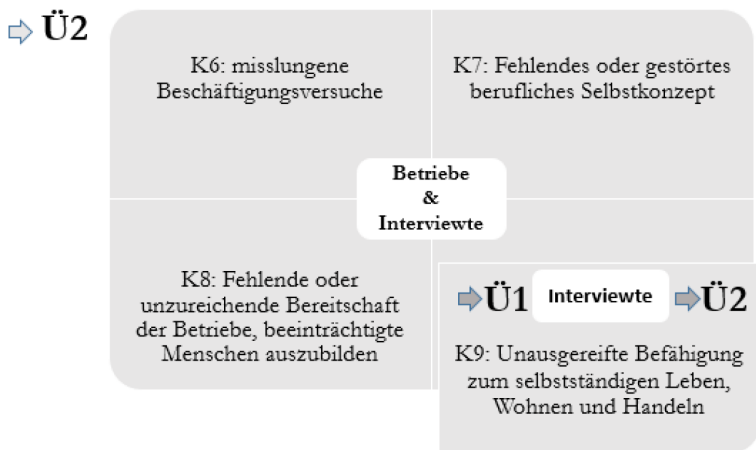 Ü2
K6: misslungene
Beschäftigungsversuche
K7: Fehlendes oder gestörtes
berufliches Selbstkonzept
Betriebe
&
Interviewte
K8: Fehlende oder
unzureichende Bereitschaft
der Betriebe, beeinträchtigte
Menschen auszubilden
Ü1 Interviewte Ü2
K9: Unausgereifte Befähigung
zum selbstständigen Leben,
Wohnen und Handeln